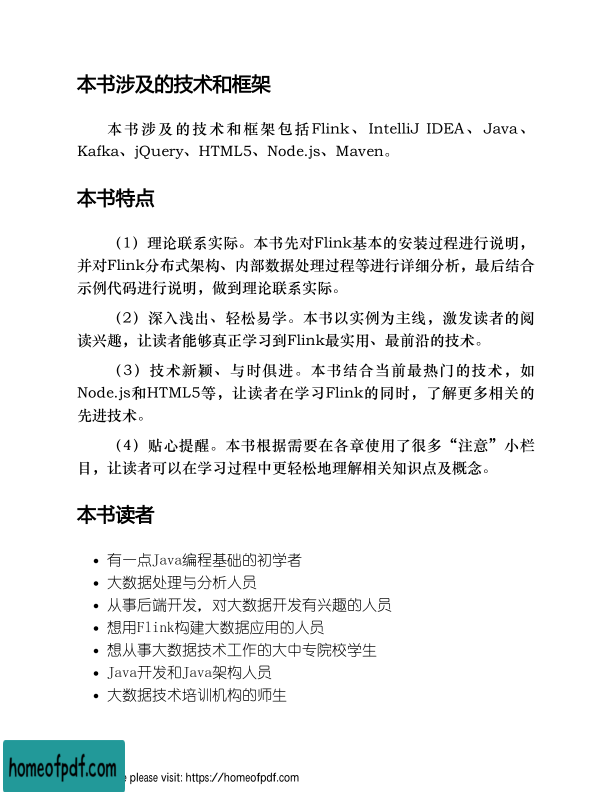 本书涉及的技术和框架
本书涉及的技术和框架包括Flink、IntelliJ IDEA、Java、
Kafka、jQuery、HTML5、Node.js、Maven。
本书特点
（1）理论联系实际。本书先对Flink基本的安装过程进行说明，
并对Flink分布式架构、内部数据处理过程等进行详细分析，最后结合
示例代码进行说明，做到理论联系实际。
（2）深入浅出、轻松易学。本书以实例为主线，激发读者的阅
读兴趣，让读者能够真正学习到Flink最实用、最前沿的技术。
（3）技术新颖、与时俱进。本书结合当前最热门的技术，如
Node.js和HTML5等，让读者在学习Flink的同时，了解更多相关的
先进技术。
（4）贴心提醒。本书根据需要在各章使用了很多“注意”小栏
目，让读者可以在学习过程中更轻松地理解相关知识点及概念。
本书读者
• 有一点Java编程基础的初学者
• 大数据处理与分析人员
• 从事后端开发，对大数据开发有兴趣的人员
• 想用Flink构建大数据应用的人员
• 想从事大数据技术工作的大中专院校学生
• Java开发和Java架构人员
• 大数据技术培训机构的师生
homeofpdf.com
please visit: https://homeofpdf.com